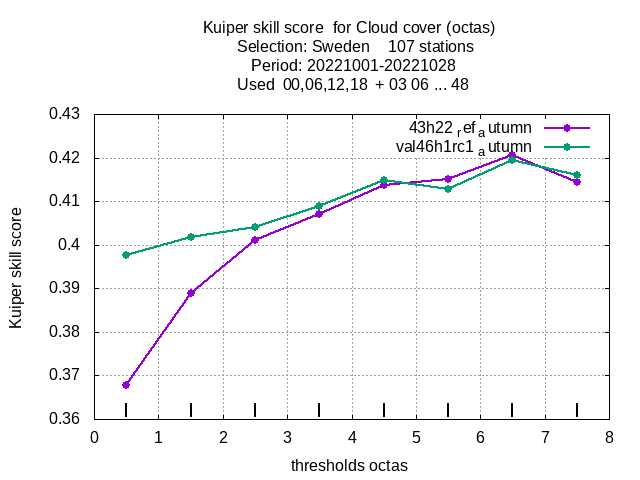 Kuiper skill score for Cloud cover (octas)
Selection: Sweden 107 stations
Period: 20221001-20221028
Used 00,06,12,18 + 03 06 ... 48
43h22 ref autumn
val46h1rc1 autumn
0.43
0.42
0.41
0.4
0.39
0.38
0.37
0.36
Kuiper skill score
0 1 2 3 4 5 6 7 8
thresholds octas